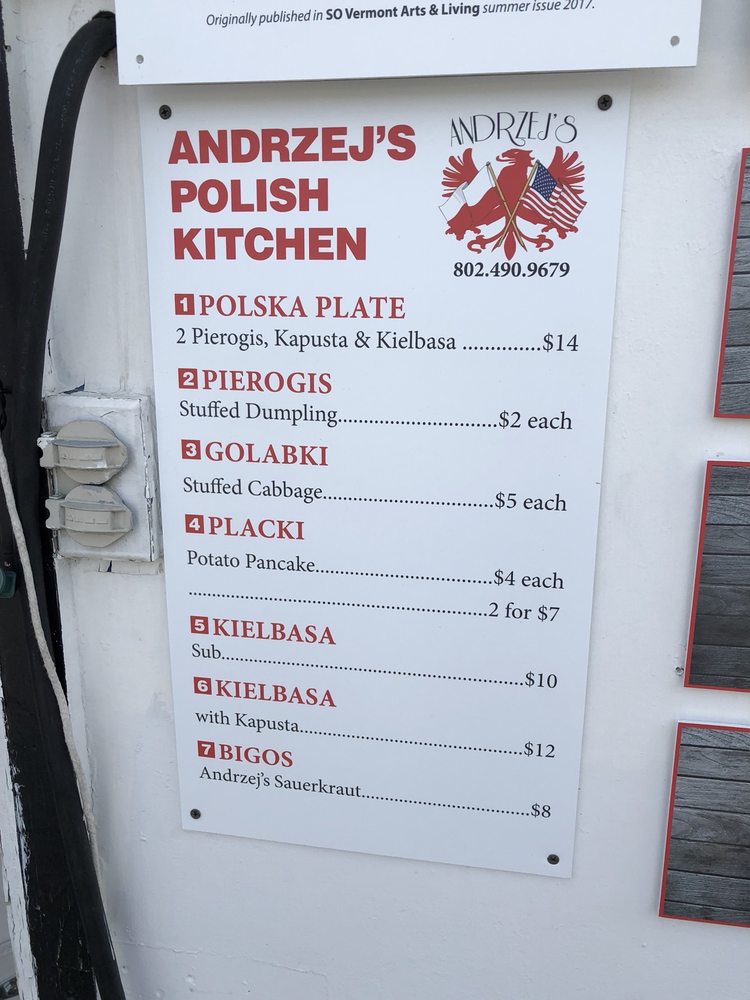 Originally published in SO Vermont Arts & Living summer issue 2017.
ANDRZEJ'S
POLISH
KITCHEN
ANDRZEJ'S
802.490.9679
1 POLSKA PLATE
2 Pierogis, Kapusta & Kielbasa ..............$14
2 PIEROGIS
Stuffed Dumpling..............................$2 each
3 GOLABKI
Stuffed Cabbage................................$5 each
4 PLACKI
Potato Pancake.................................$4 each
........................................................2 for $7
5 KIELBASA
Sub.........................................................$10
6 KIELBASA
with Kapusta..........................................$12
7 BIGOS
Andrzej's Sauerkraut................................$8